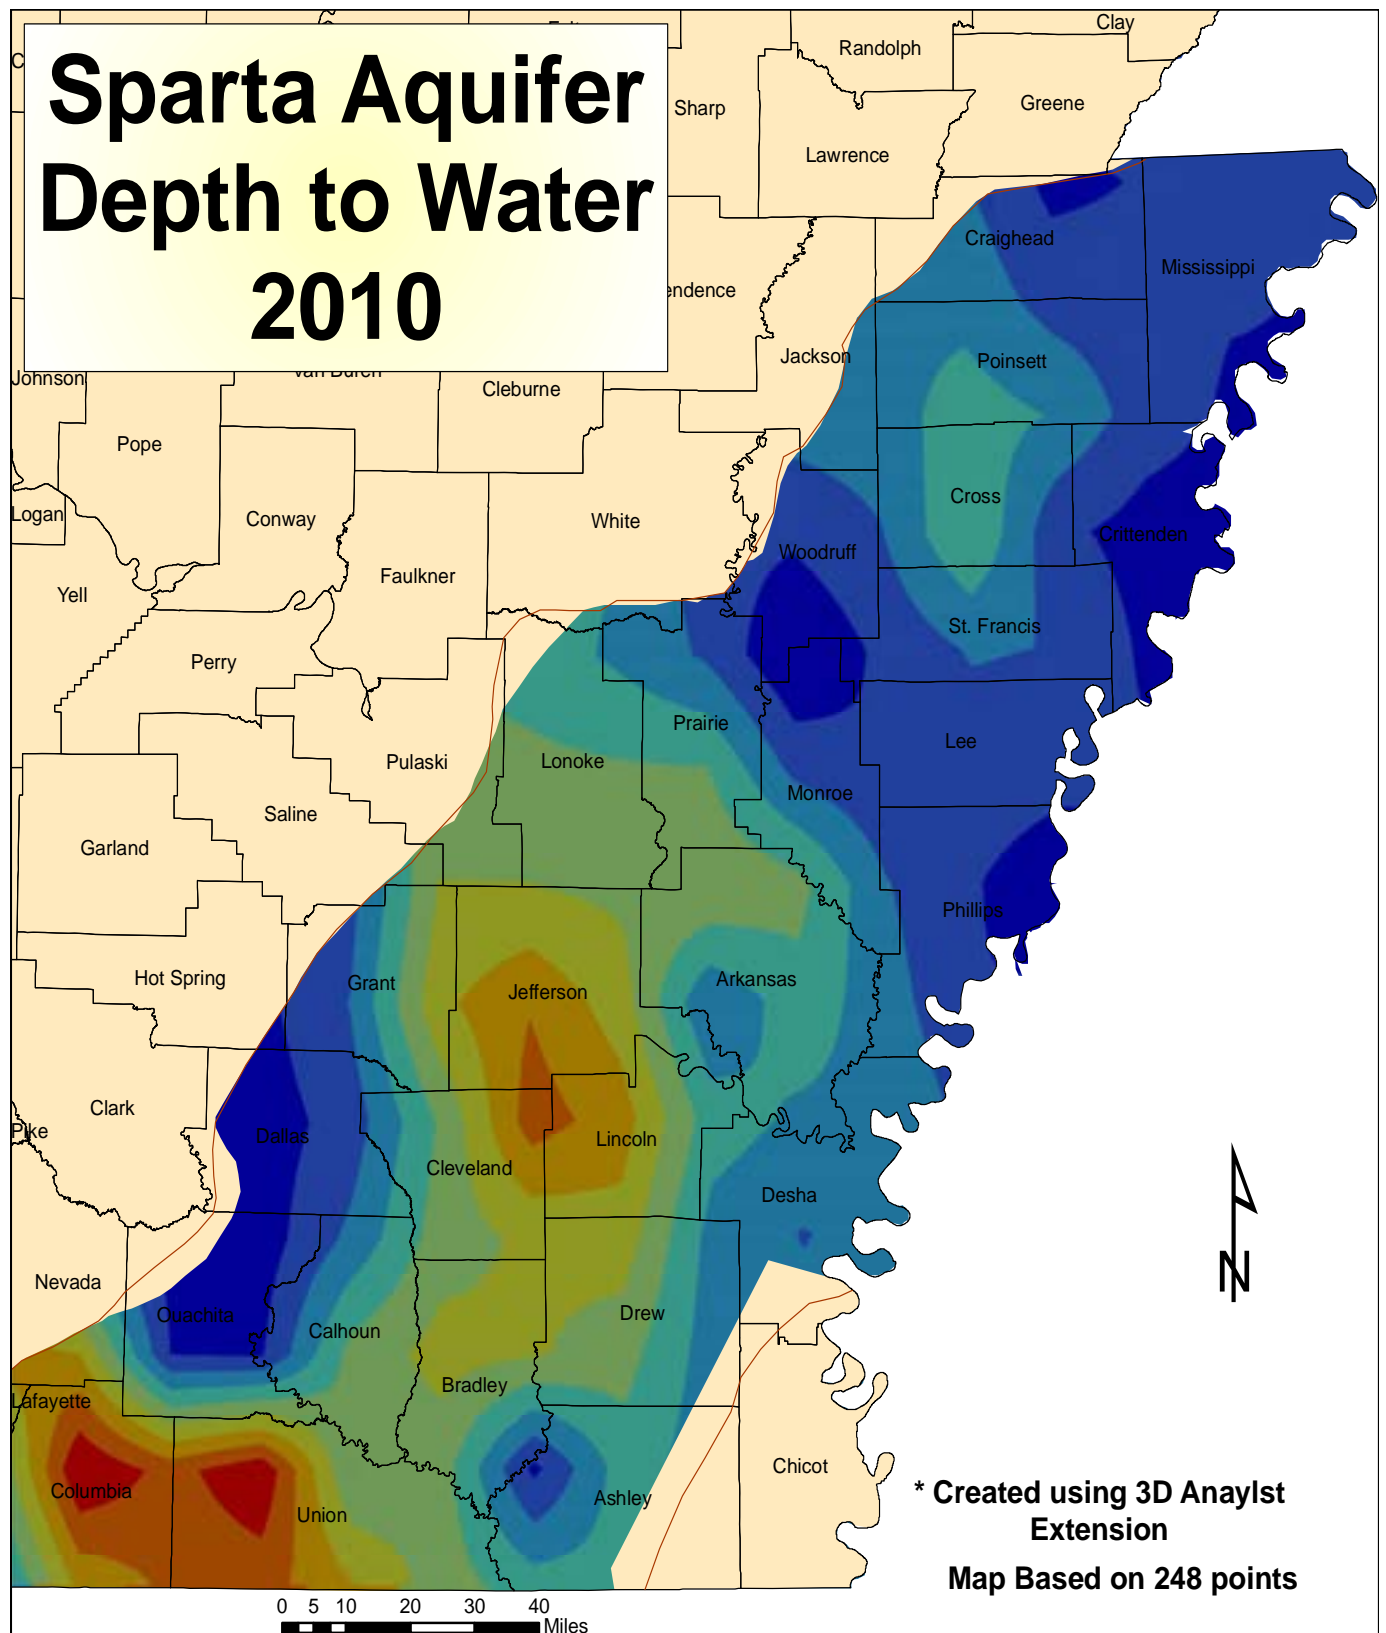 Sparta Aquifer
Depth to Water
2010
Clay
Randolph
Greene
Sharp
Lawrence
Craighead
Mississippi
endence
Jackson
Poinsett
Johnson
Van Buren
Cleburne
Pope
Cross
Logan
Conway
White
Crittenden
Woodruff
Faulkner
Yell
St. Francis
Perry
Prairie
Lee
Pulaski
Lonoke
Monroe
Saline
Garland
Phillips
Hot Spring
Grant
Jefferson
Arkansas
Clark
Pike
Dallas
Lincoln
Cleveland
Desha
Nevada
Ouachita
Calhoun
Drew
Bradley
Lafayette
Columbia
Union
Ashley
Chicot
N
* Created using 3D Anaylst
Extension
Map Based on 248 points
0 5 10 20 30 40
Miles